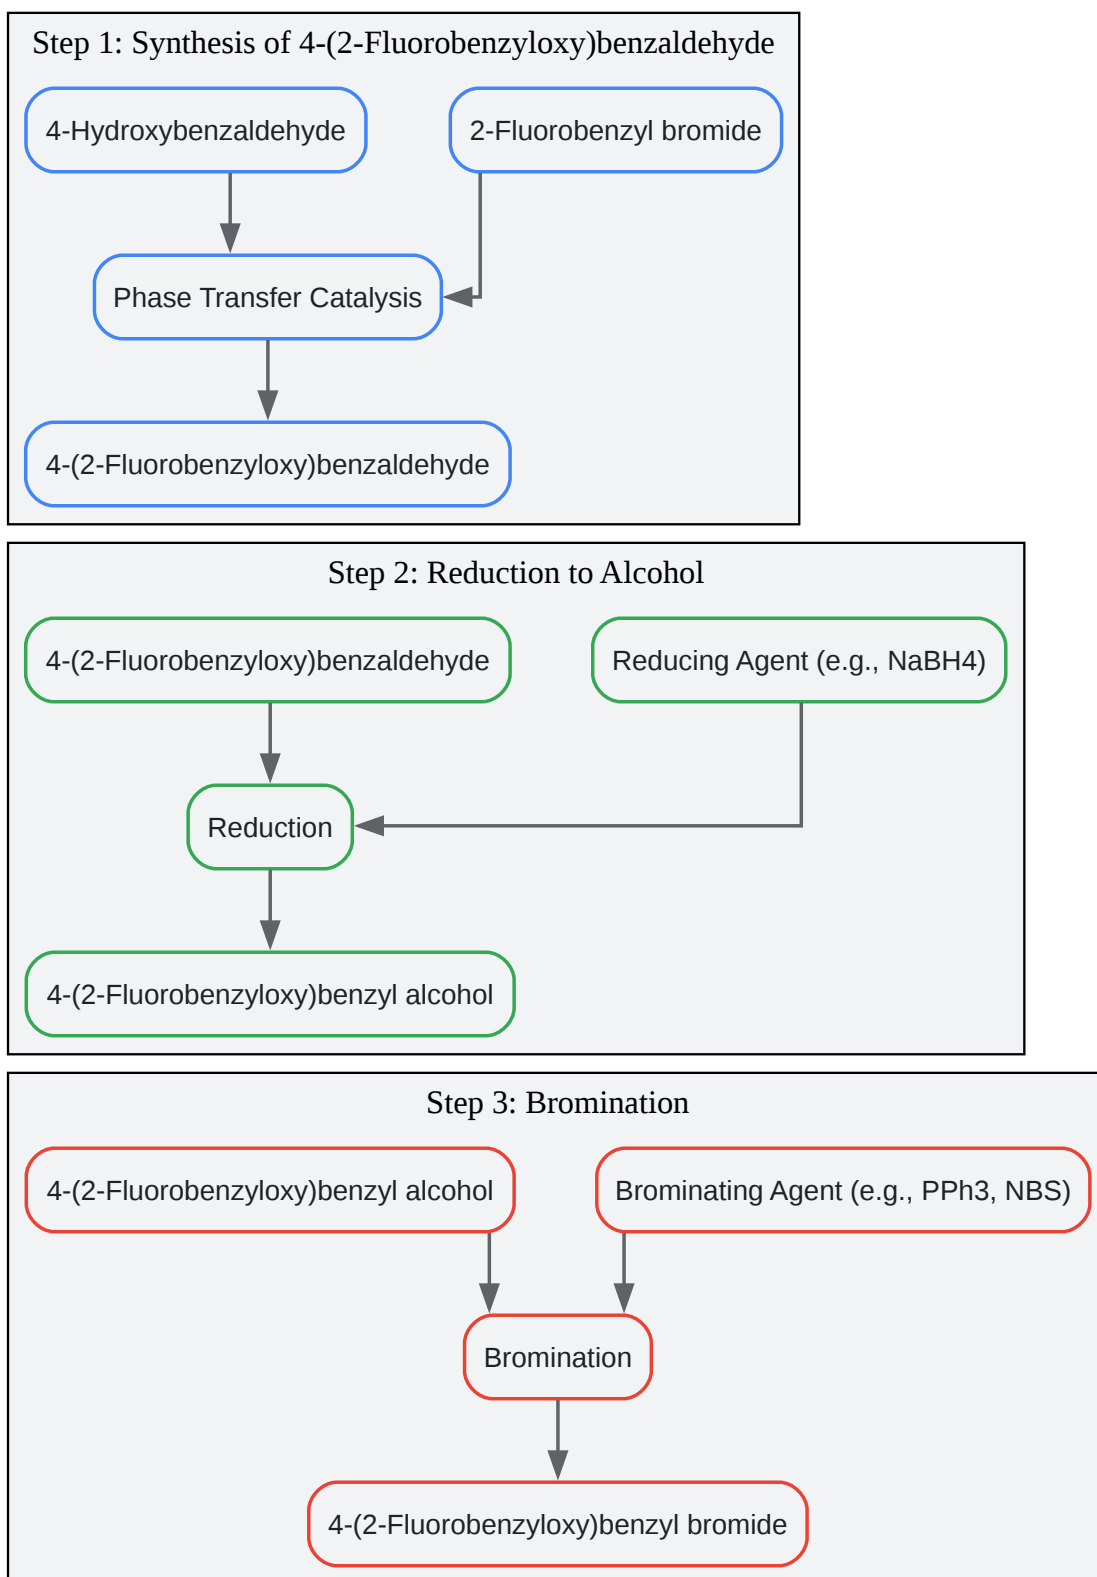 Step 1: Synthesis of 4-(2-Fluorobenzyloxy)benzaldehyde
4-Hydroxybenzaldehyde
2-Fluorobenzyl bromide
Phase Transfer Catalysis
4-(2-Fluorobenzyloxy)benzaldehyde
Step 2: Reduction to Alcohol
4-(2-Fluorobenzyloxy)benzaldehyde
Reducing Agent (e.g., NaBH4)
Reduction
4-(2-Fluorobenzyloxy)benzyl alcohol
Step 3: Bromination
4-(2-Fluorobenzyloxy)benzyl alcohol
Brominating Agent (e.g., PPh3, NBS)
Bromination
4-(2-Fluorobenzyloxy)benzyl bromide